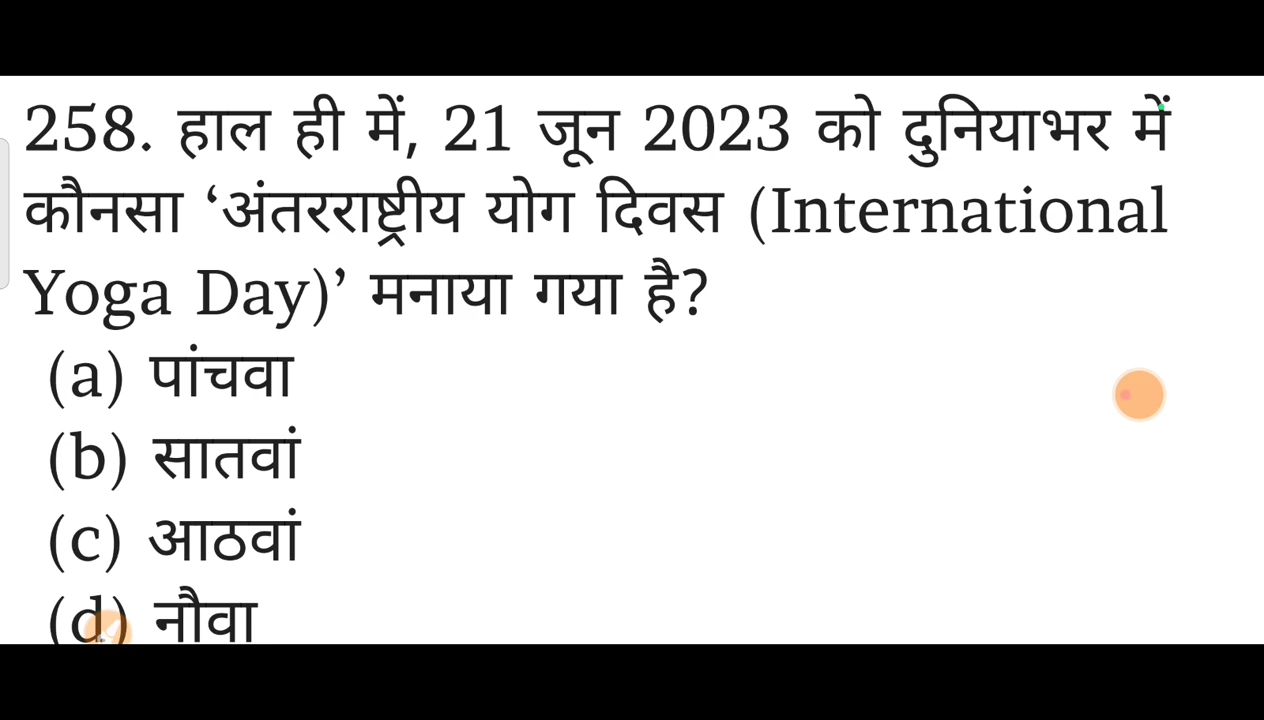 258. हाल ही में, 21 जून 2023 को दुनियाभर में
कौनसा ‘अंतरराष्ट्रीय योग दिवस (International
Yoga Day)’ मनाया गया है?
(a) पांचवा
(b) सातवां
(c) आठवां
(d) नौवा